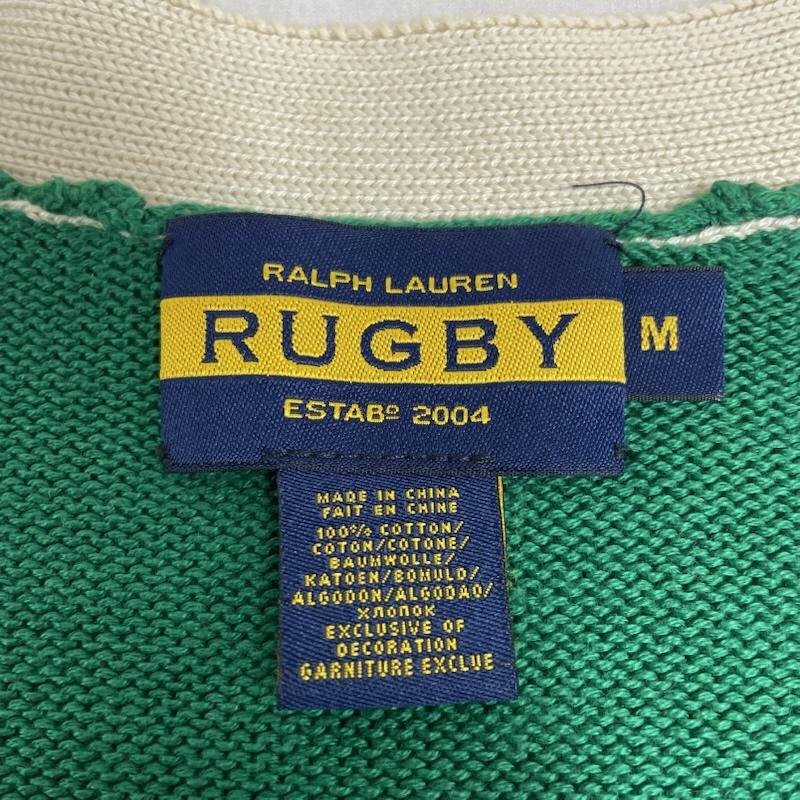 RALPH LAUREN
RUGBY
M
ESTABº 2004
MADE IN CHINA
FAIT EN CHINE
100% COTTON/
COTON/COTONE/
BAUMWOLLE/
KATOEN/BOMULD/
ALGODON/ALGODAO/
ХЛОПОК
EXCLUSIVE OF
DECORATION
GARNITURE EXCLUE